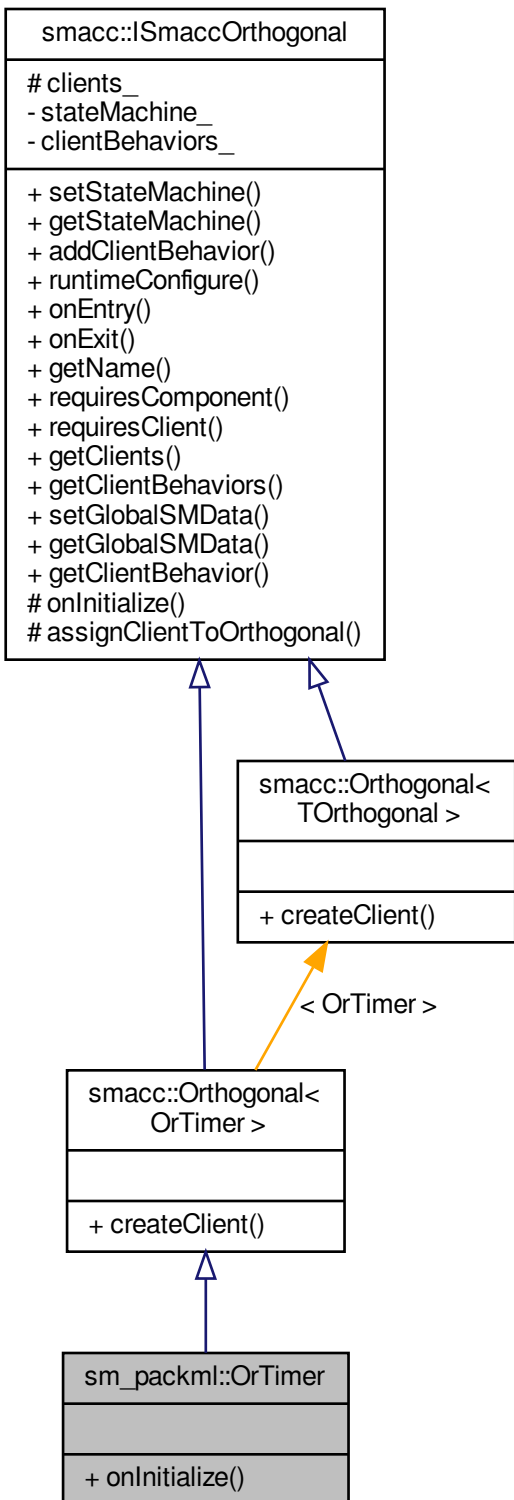 smacc::ISmaccOrthogonal
# clients_
- stateMachine_
- clientBehaviors_
+ setStateMachine()
+ getStateMachine()
+ addClientBehavior()
+ runtimeConfigure()
+ onEntry()
+ onExit()
+ getName()
+ requiresComponent()
+ requiresClient()
+ getClients()
+ getClientBehaviors()
+ setGlobalSMData()
+ getGlobalSMData()
+ getClientBehavior()
# onInitialize()
# assignClientToOrthogonal()
smacc::Orthogonal<
TOrthogonal >
+ createClient()
< OrTimer >
smacc::Orthogonal<
OrTimer >
+ createClient()
sm_packml::OrTimer
+ onInitialize()